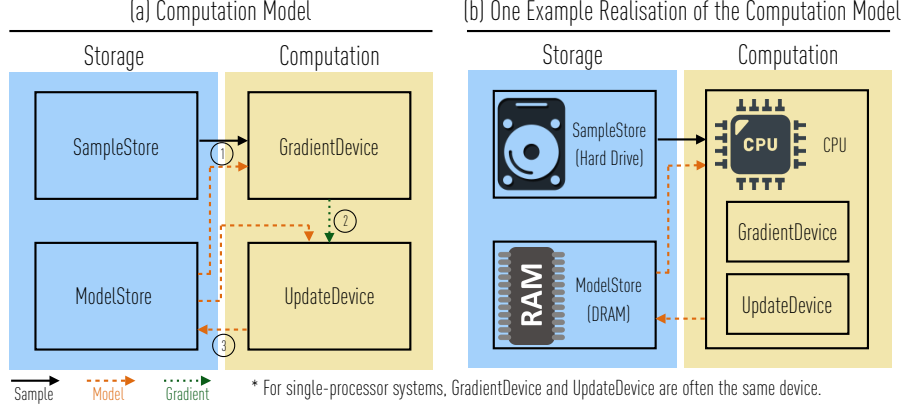 (a) Computation Model
(b) One Example Realisation of the Computation Model
Storage
Computation
SampleStore
GradientDevice
1
2
ModelStore
UpdateDevice
3
Storage
Computation
SampleStore
(Hard Drive)
CPU
CPU
GradientDevice
RAM
ModelStore
(DRAM)
UpdateDevice
Sample
Model
Gradient
* For single-processor systems, GradientDevice and UpdateDevice are often the same device.